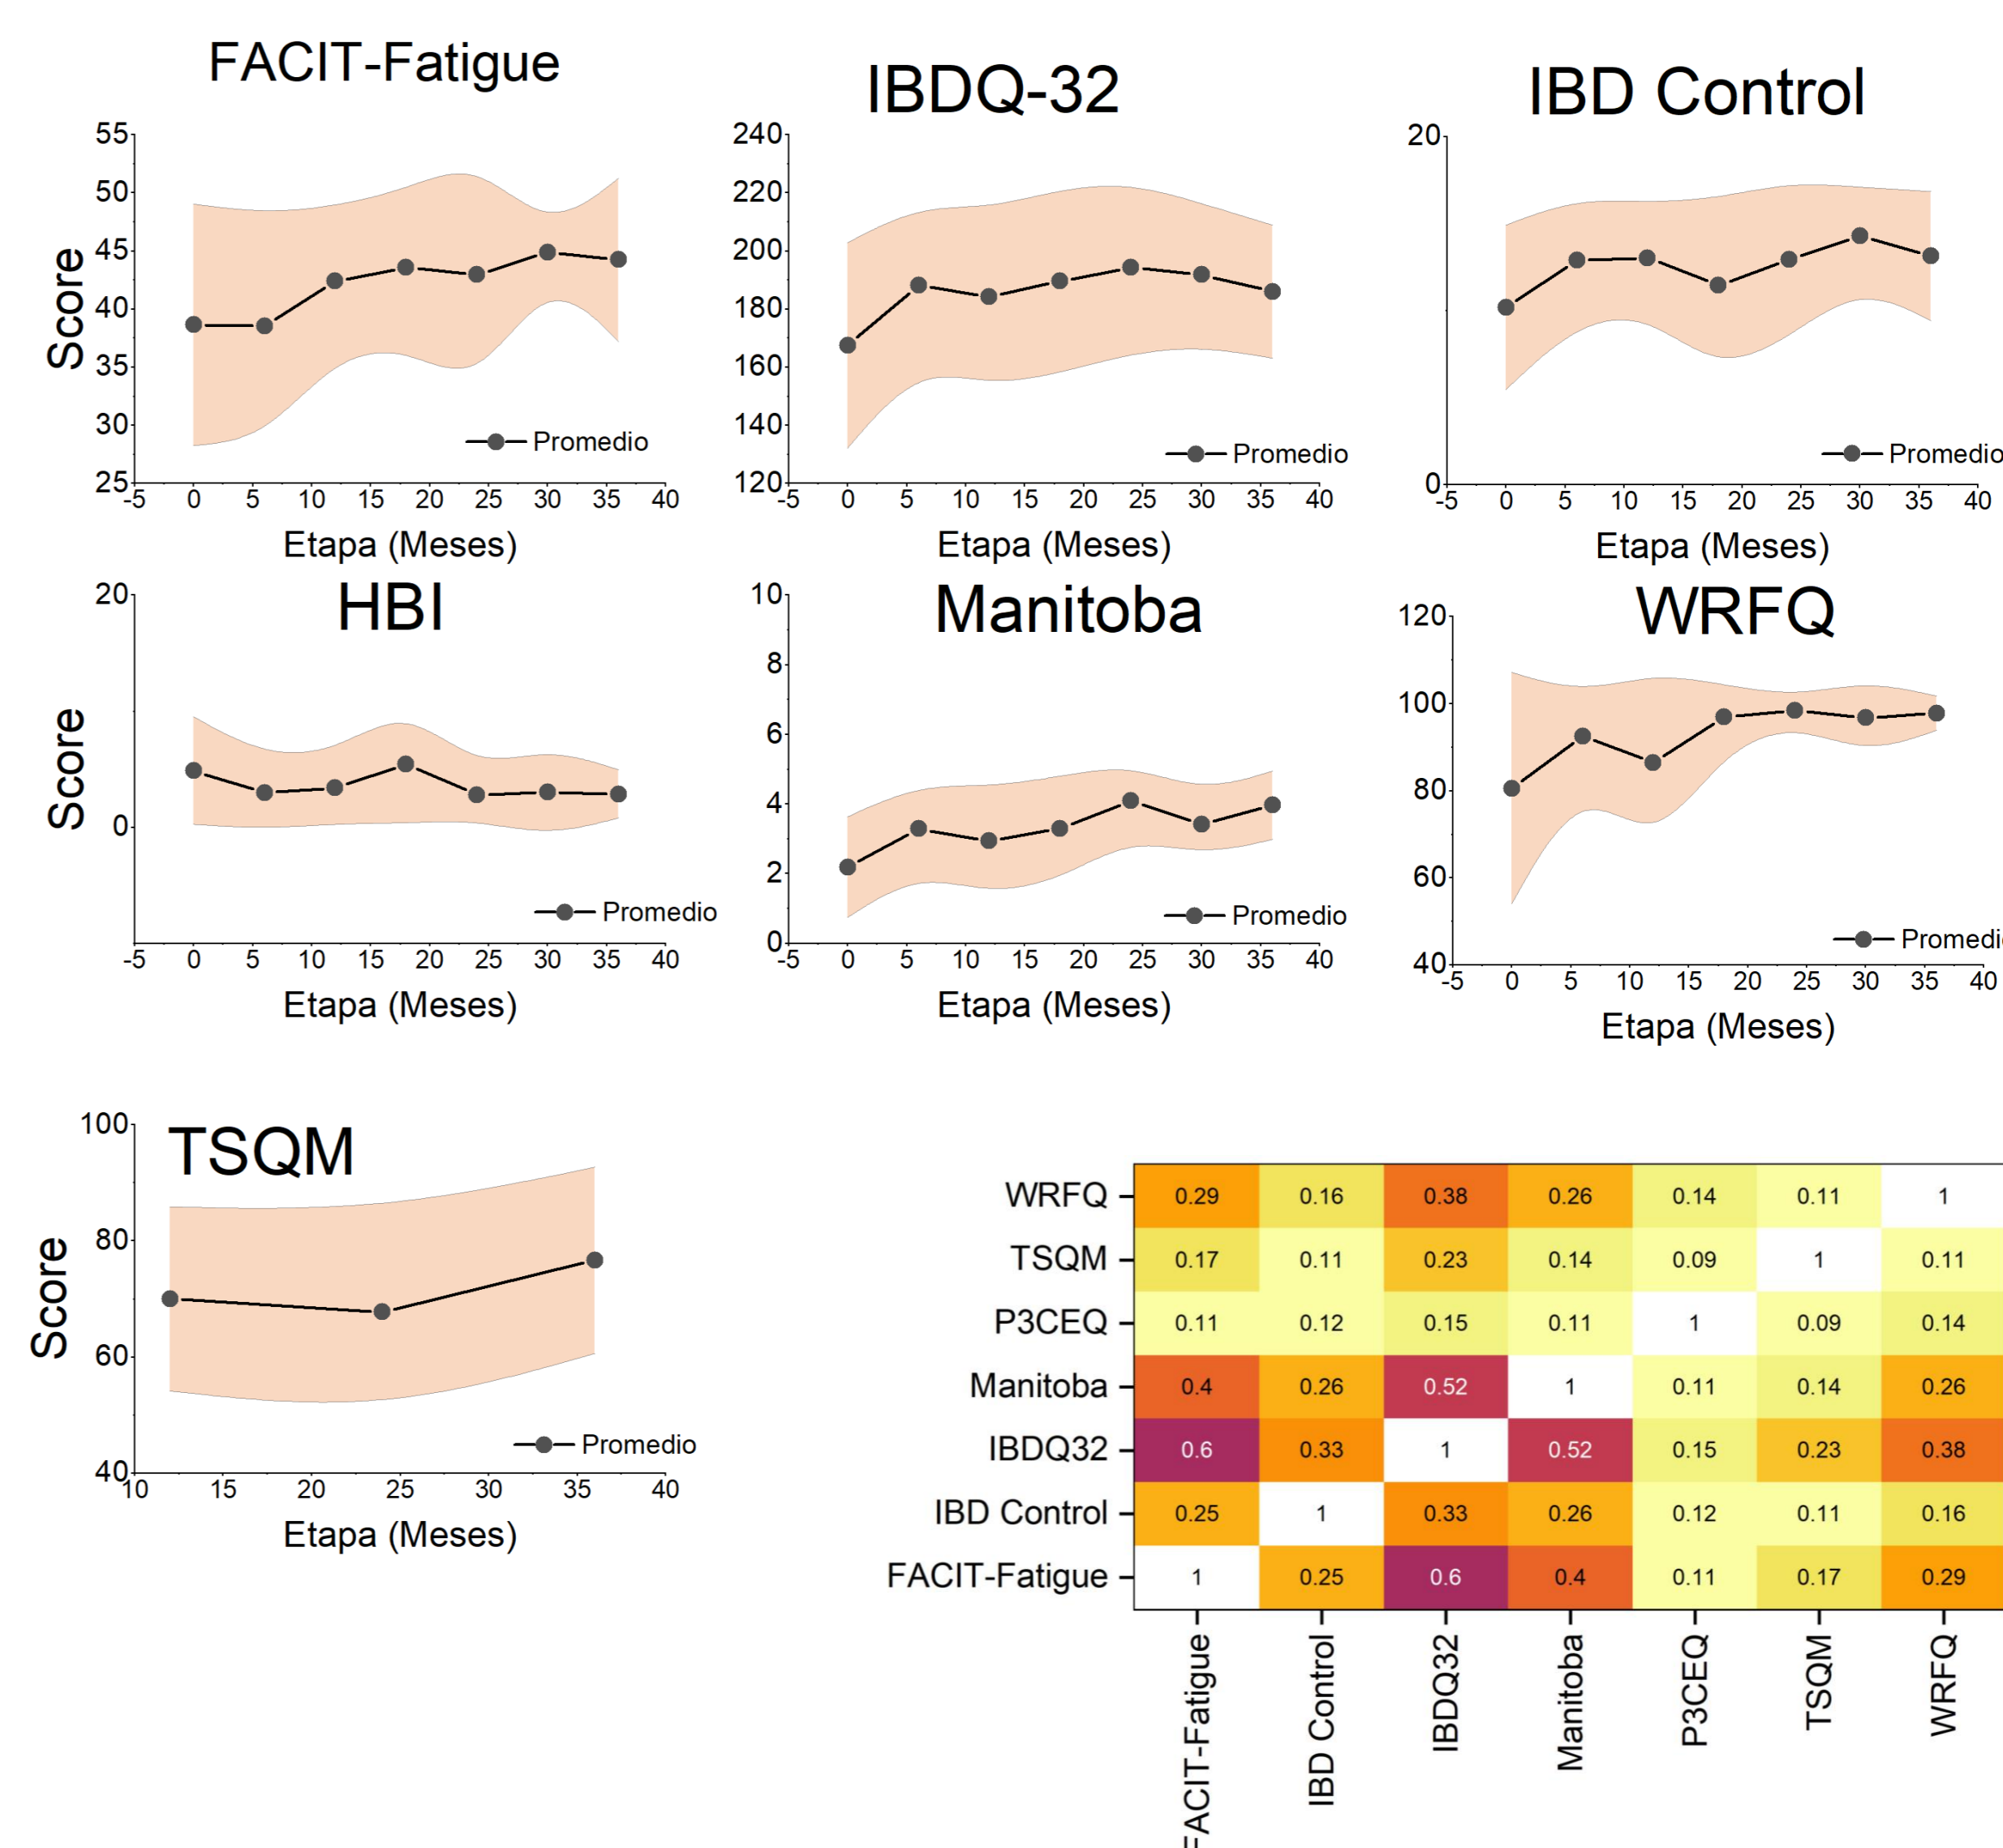 FACIT-Fatigue
55
50
45
40
35
30
25
Score
-5 0 5 10 15 20 25 30 35 40
Etapa (Meses)
Promedio
IBDQ-32
240
220
200
180
160
140
120
-5 0 5 10 15 20 25 30 35 40
Etapa (Meses)
Promedio
IBD Control
20
0
-5 0 5 10 15 20 25 30 35 40
Etapa (Meses)
Promedio
HBI
20
0
Score
-5 0 5 10 15 20 25 30 35 40
Etapa (Meses)
Promedio
Manitoba
10
8
6
4
2
0
-5 0 5 10 15 20 25 30 35 40
Etapa (Meses)
Promedio
WRFQ
120
100
80
60
40
-5 0 5 10 15 20 25 30 35 40
Etapa (Meses)
Promedi
TSQM
100
80
60
40
Score
10 15 20 25 30 35 40
Etapa (Meses)
Promedio
WRFQ 0.29 0.16 0.38 0.26 0.14 0.11 1
TSQM 0.17 0.11 0.23 0.14 0.09 1 0.11
P3CEQ 0.11 0.12 0.15 0.11 1 0.09 0.14
Manitoba 0.4 0.26 0.52 1 0.11 0.14 0.26
IBDQ32 0.6 0.33 1 0.52 0.15 0.23 0.38
IBD Control 0.25 1 0.33 0.26 0.12 0.11 0.16
FACIT-Fatigue 1 0.25 0.6 0.4 0.11 0.17 0.29
FACIT-Fatigue
IBD Control
IBDQ32
Manitoba
P3CEQ
TSQM
WRFQ